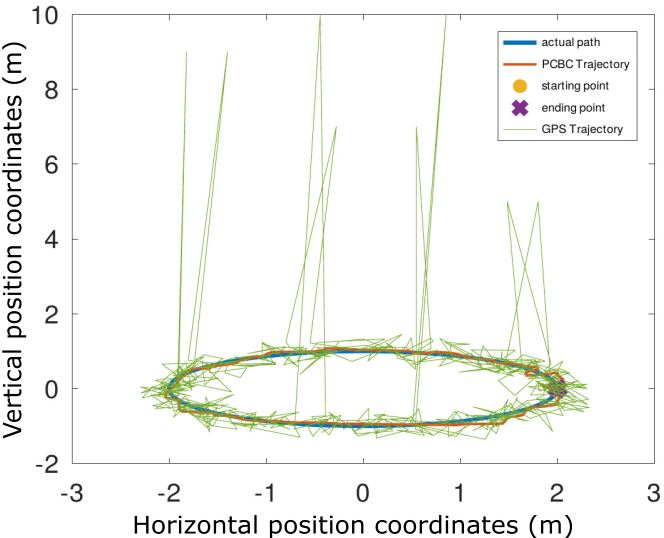 10
8
6
4
2
0
-2
-3
-2
-1
0
1
2
3
Vertical position coordinates (m)
Horizontal position coordinates (m)
actual path
PCBC Trajectory
starting point
ending point
GPS Trajectory